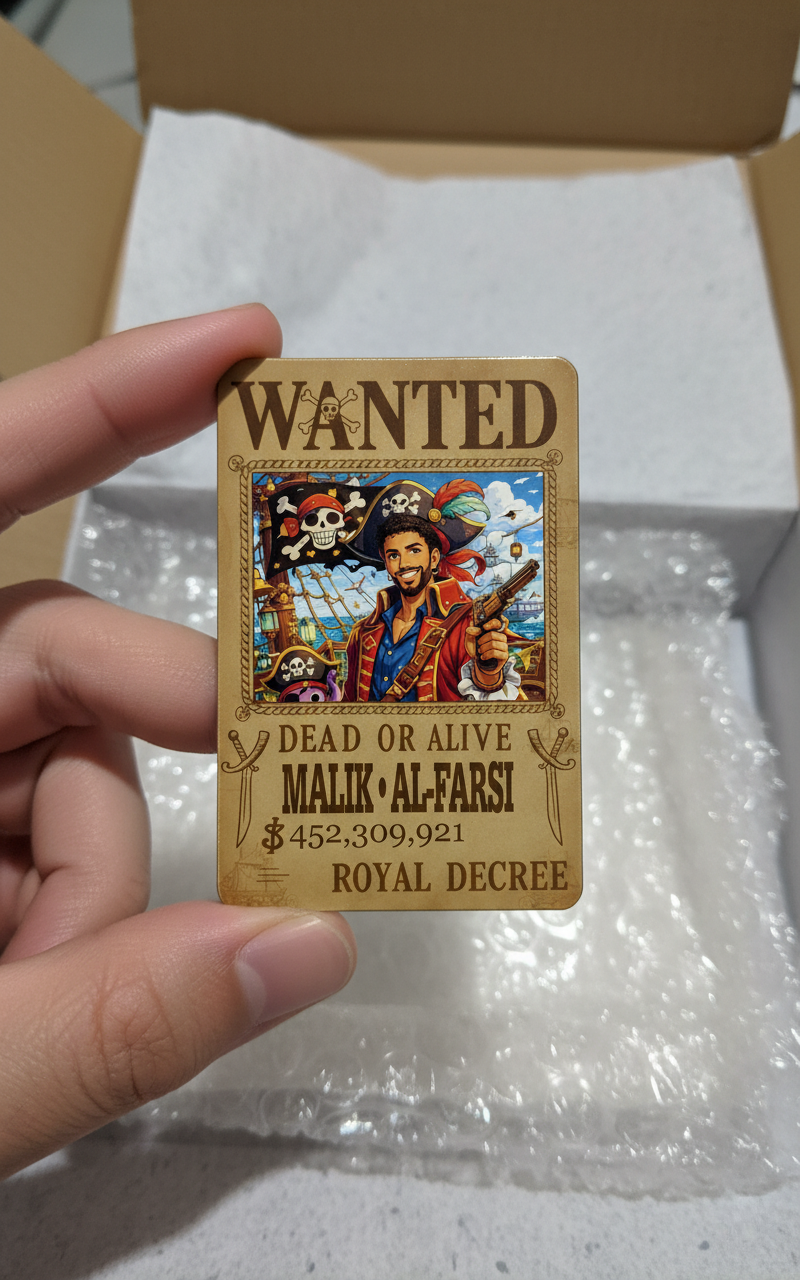 WANTED
DEAD OR ALIVE
MALIK • AL-FARSI
$452,309,921
ROYAL DECREE